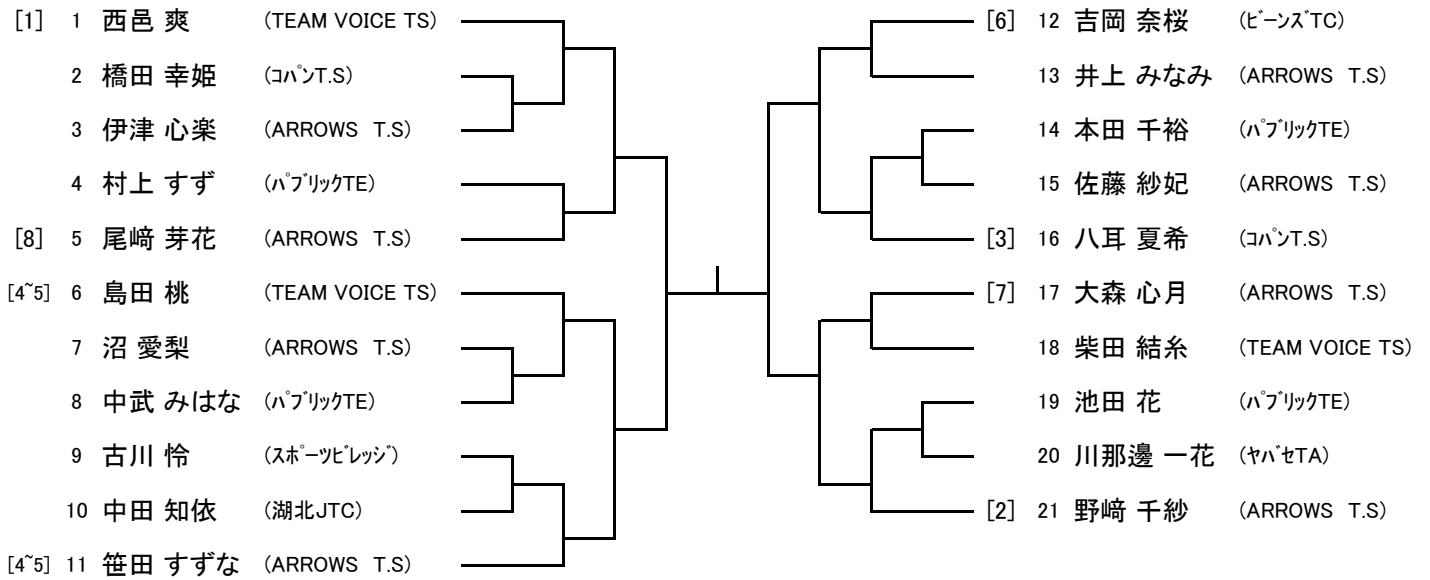 [1] 1 西邑 爽 (TEAM VOICE TS)
2 橋田 幸姫 (ｺﾊﾟﾝT.S)
3 伊津 心楽 (ARROWS T.S)
4 村上 すず (ﾊﾟﾌﾞﾘｯｸTE)
[8] 5 尾﨑 芽花 (ARROWS T.S)
[4~5] 6 島田 桃 (TEAM VOICE TS)
7 沼 愛梨 (ARROWS T.S)
8 中武 みはな (ﾊﾟﾌﾞﾘｯｸTE)
9 古川 怜 (ｽﾎﾟｰﾂﾋﾞﾚｯｼﾞ)
10 中田 知依 (湖北JTC)
[4~5] 11 笹田 すずな (ARROWS T.S)
[6] 12 吉岡 奈桜 (ﾋﾞｰﾝｽﾞTC)
13 井上 みなみ (ARROWS T.S)
14 本田 千裕 (ﾊﾟﾌﾞﾘｯｸTE)
15 佐藤 紗妃 (ARROWS T.S)
[3] 16 八耳 夏希 (ｺﾊﾟﾝT.S)
[7] 17 大森 心月 (ARROWS T.S)
18 柴田 結糸 (TEAM VOICE TS)
19 池田 花 (ﾊﾟﾌﾞﾘｯｸTE)
20 川那邊 一花 (ﾔﾊﾞｾTA)
[2] 21 野﨑 千紗 (ARROWS T.S)